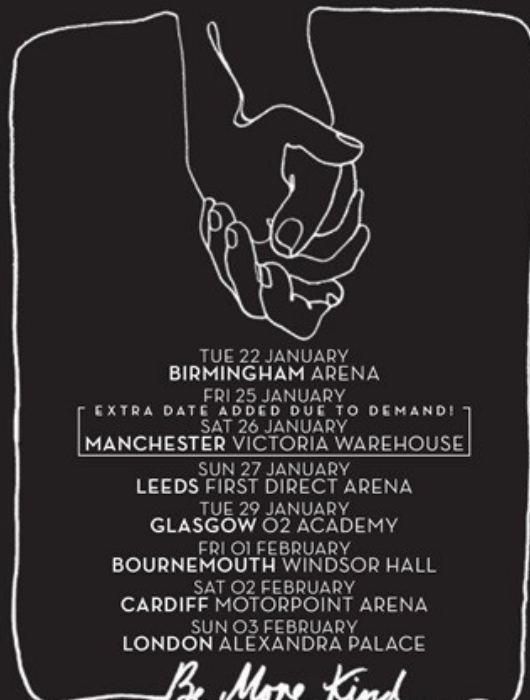 TUE 22 JANUARY
BIRMINGHAM ARENA
FRI 25 JANUARY
EXTRA DATE ADDED DUE TO DEMAND!
SAT 26 JANUARY
MANCHESTER VICTORIA WAREHOUSE
SUN 27 JANUARY
LEEDS FIRST DIRECT ARENA
TUE 29 JANUARY
GLASGOW O2 ACADEMY
FRI 01 FEBRUARY
BOURNEMOUTH WINDSOR HALL
SAT 02 FEBRUARY
CARDIFF MOTORPOINT ARENA
SUN 03 FEBRUARY
LONDON ALEXANDRA PALACE
Be More Kind